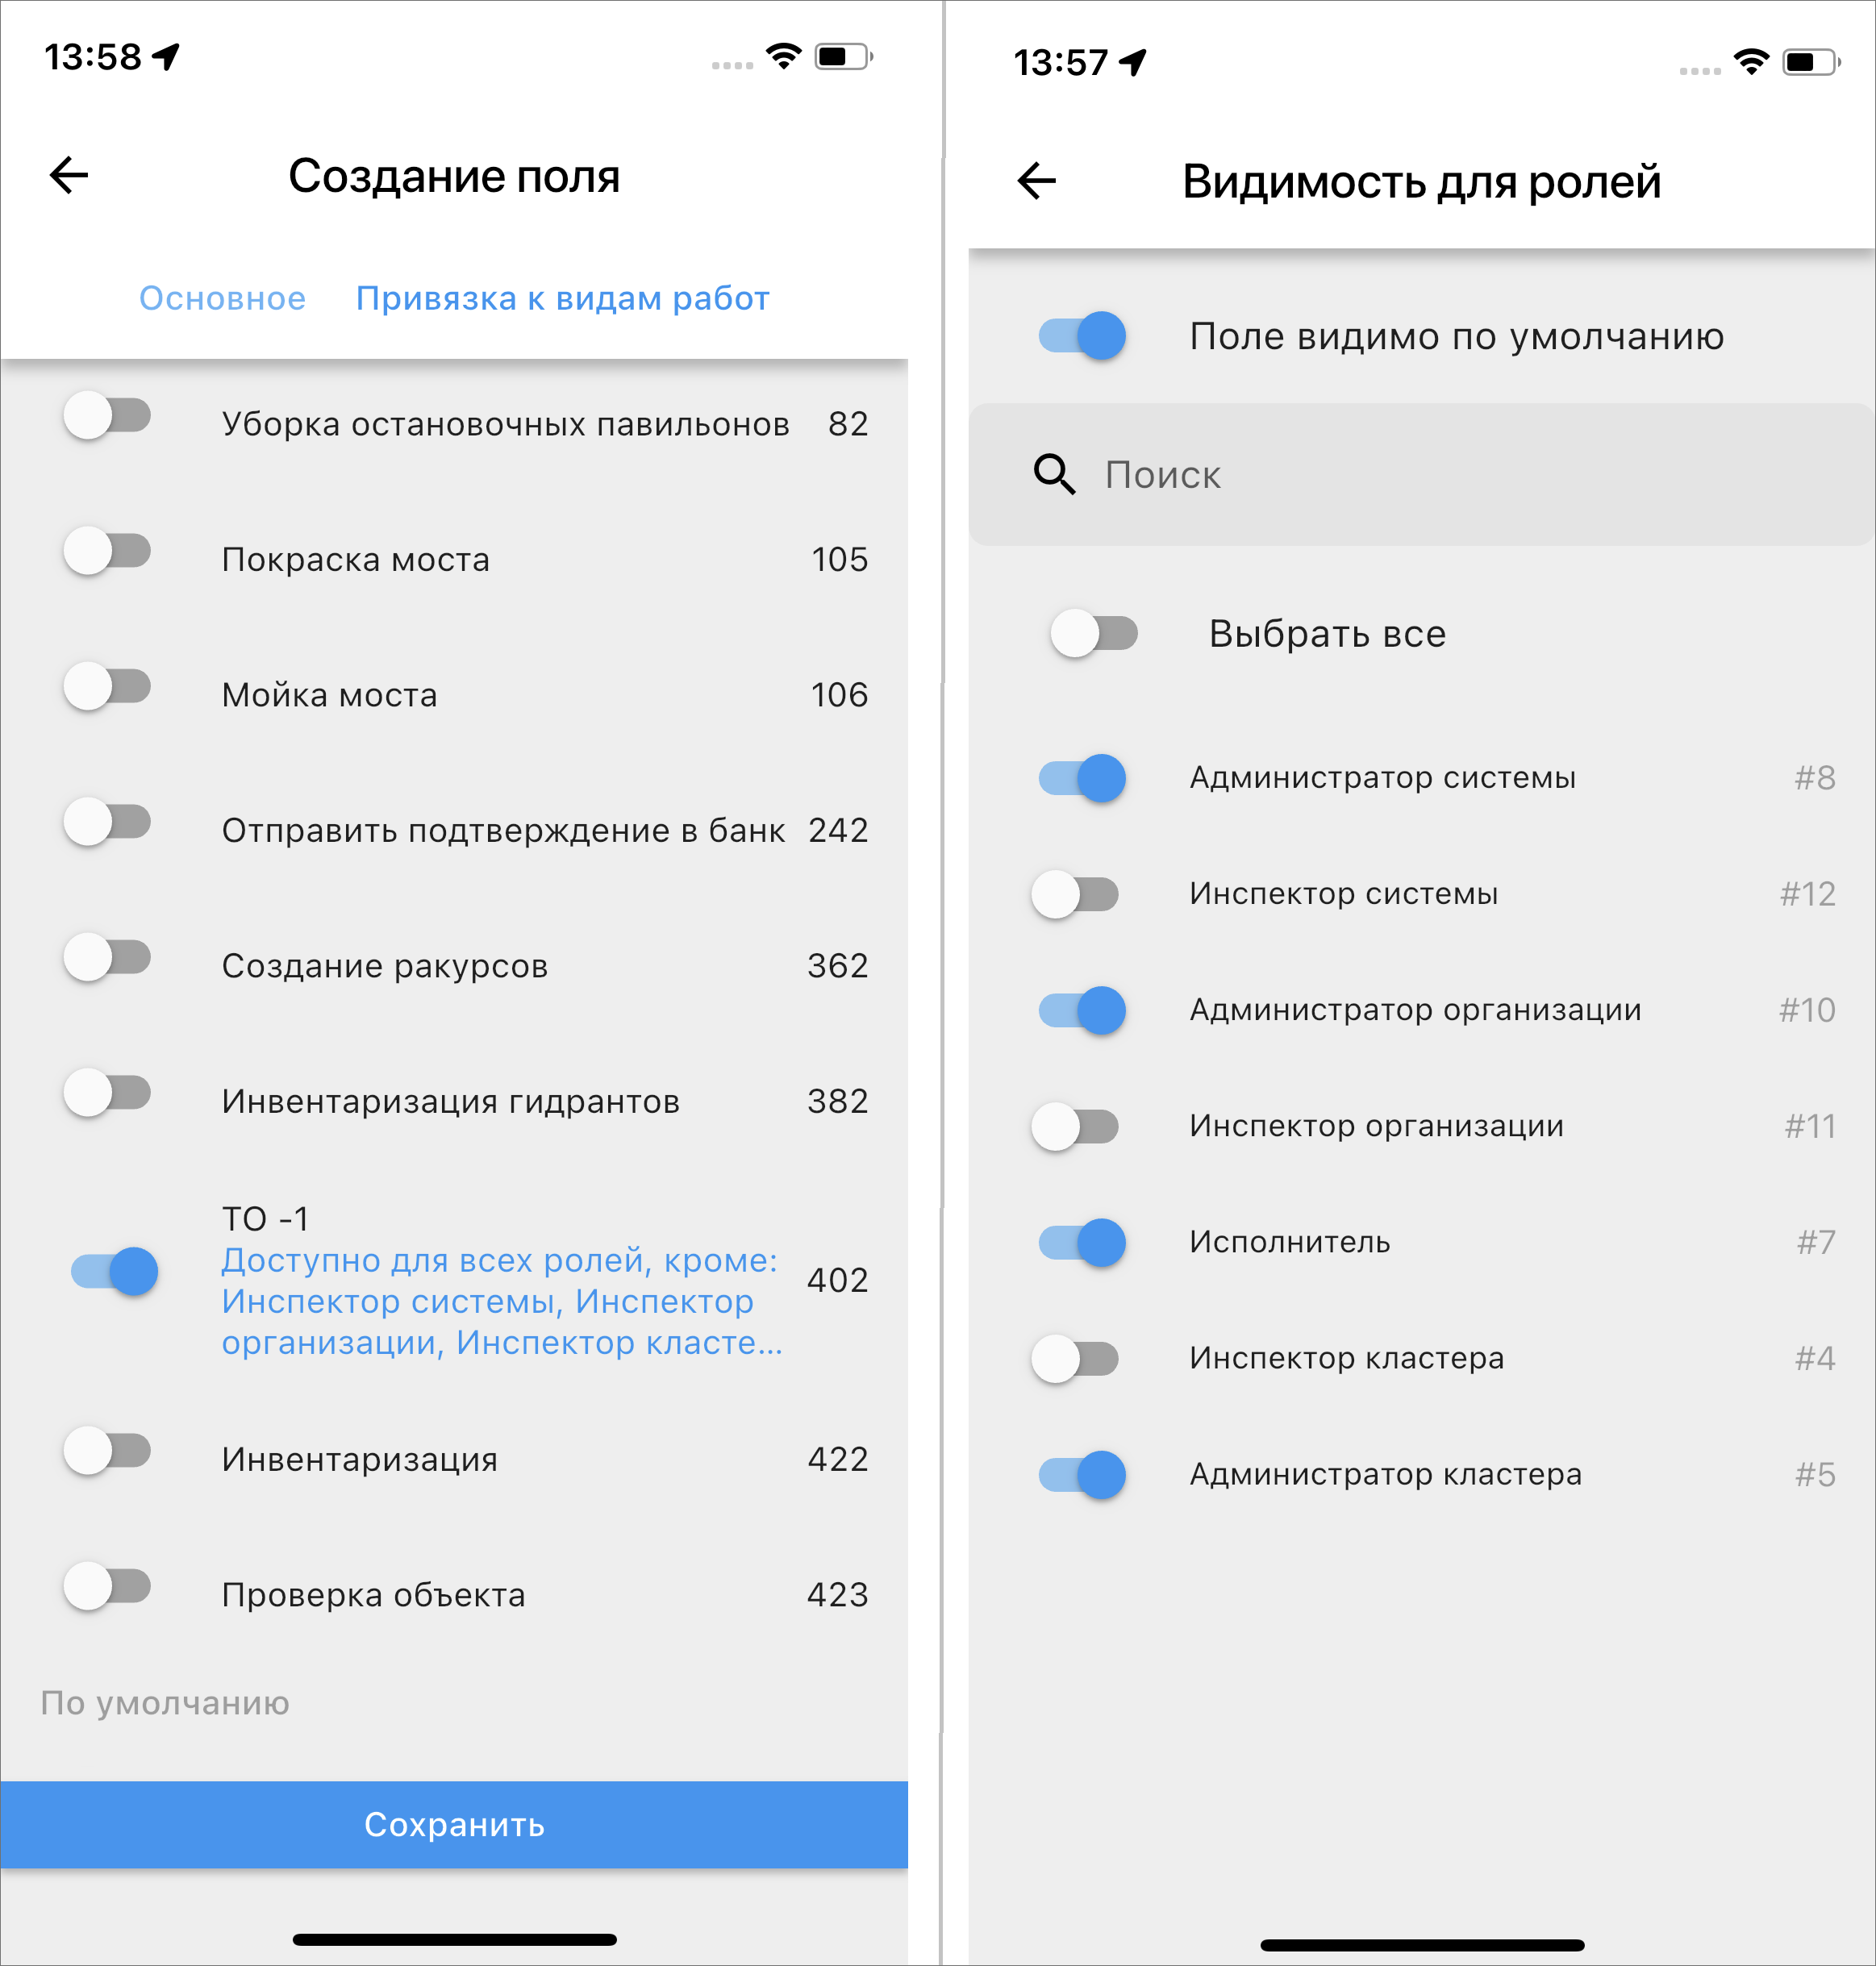 13:58
Создание поля
Основное Привязка к видам работ
Уборка остановочных павильонов 82
Покраска моста 105
Мойка моста 106
Отправить подтверждение в банк 242
Создание ракурсов 362
Инвентаризация гидрантов 382
ТО -1
Доступно для всех ролей, кроме:
Инспектор системы, Инспектор
организации, Инспектор класте...
402
Инвентаризация 422
Проверка объекта 423
По умолчанию
Сохранить
13:57
Видимость для ролей
Поле видимо по умолчанию
Поиск
Выбрать все
Администратор системы #8
Инспектор системы #12
Администратор организации #10
Инспектор организации #11
Исполнитель #7
Инспектор кластера #4
Администратор кластера #5